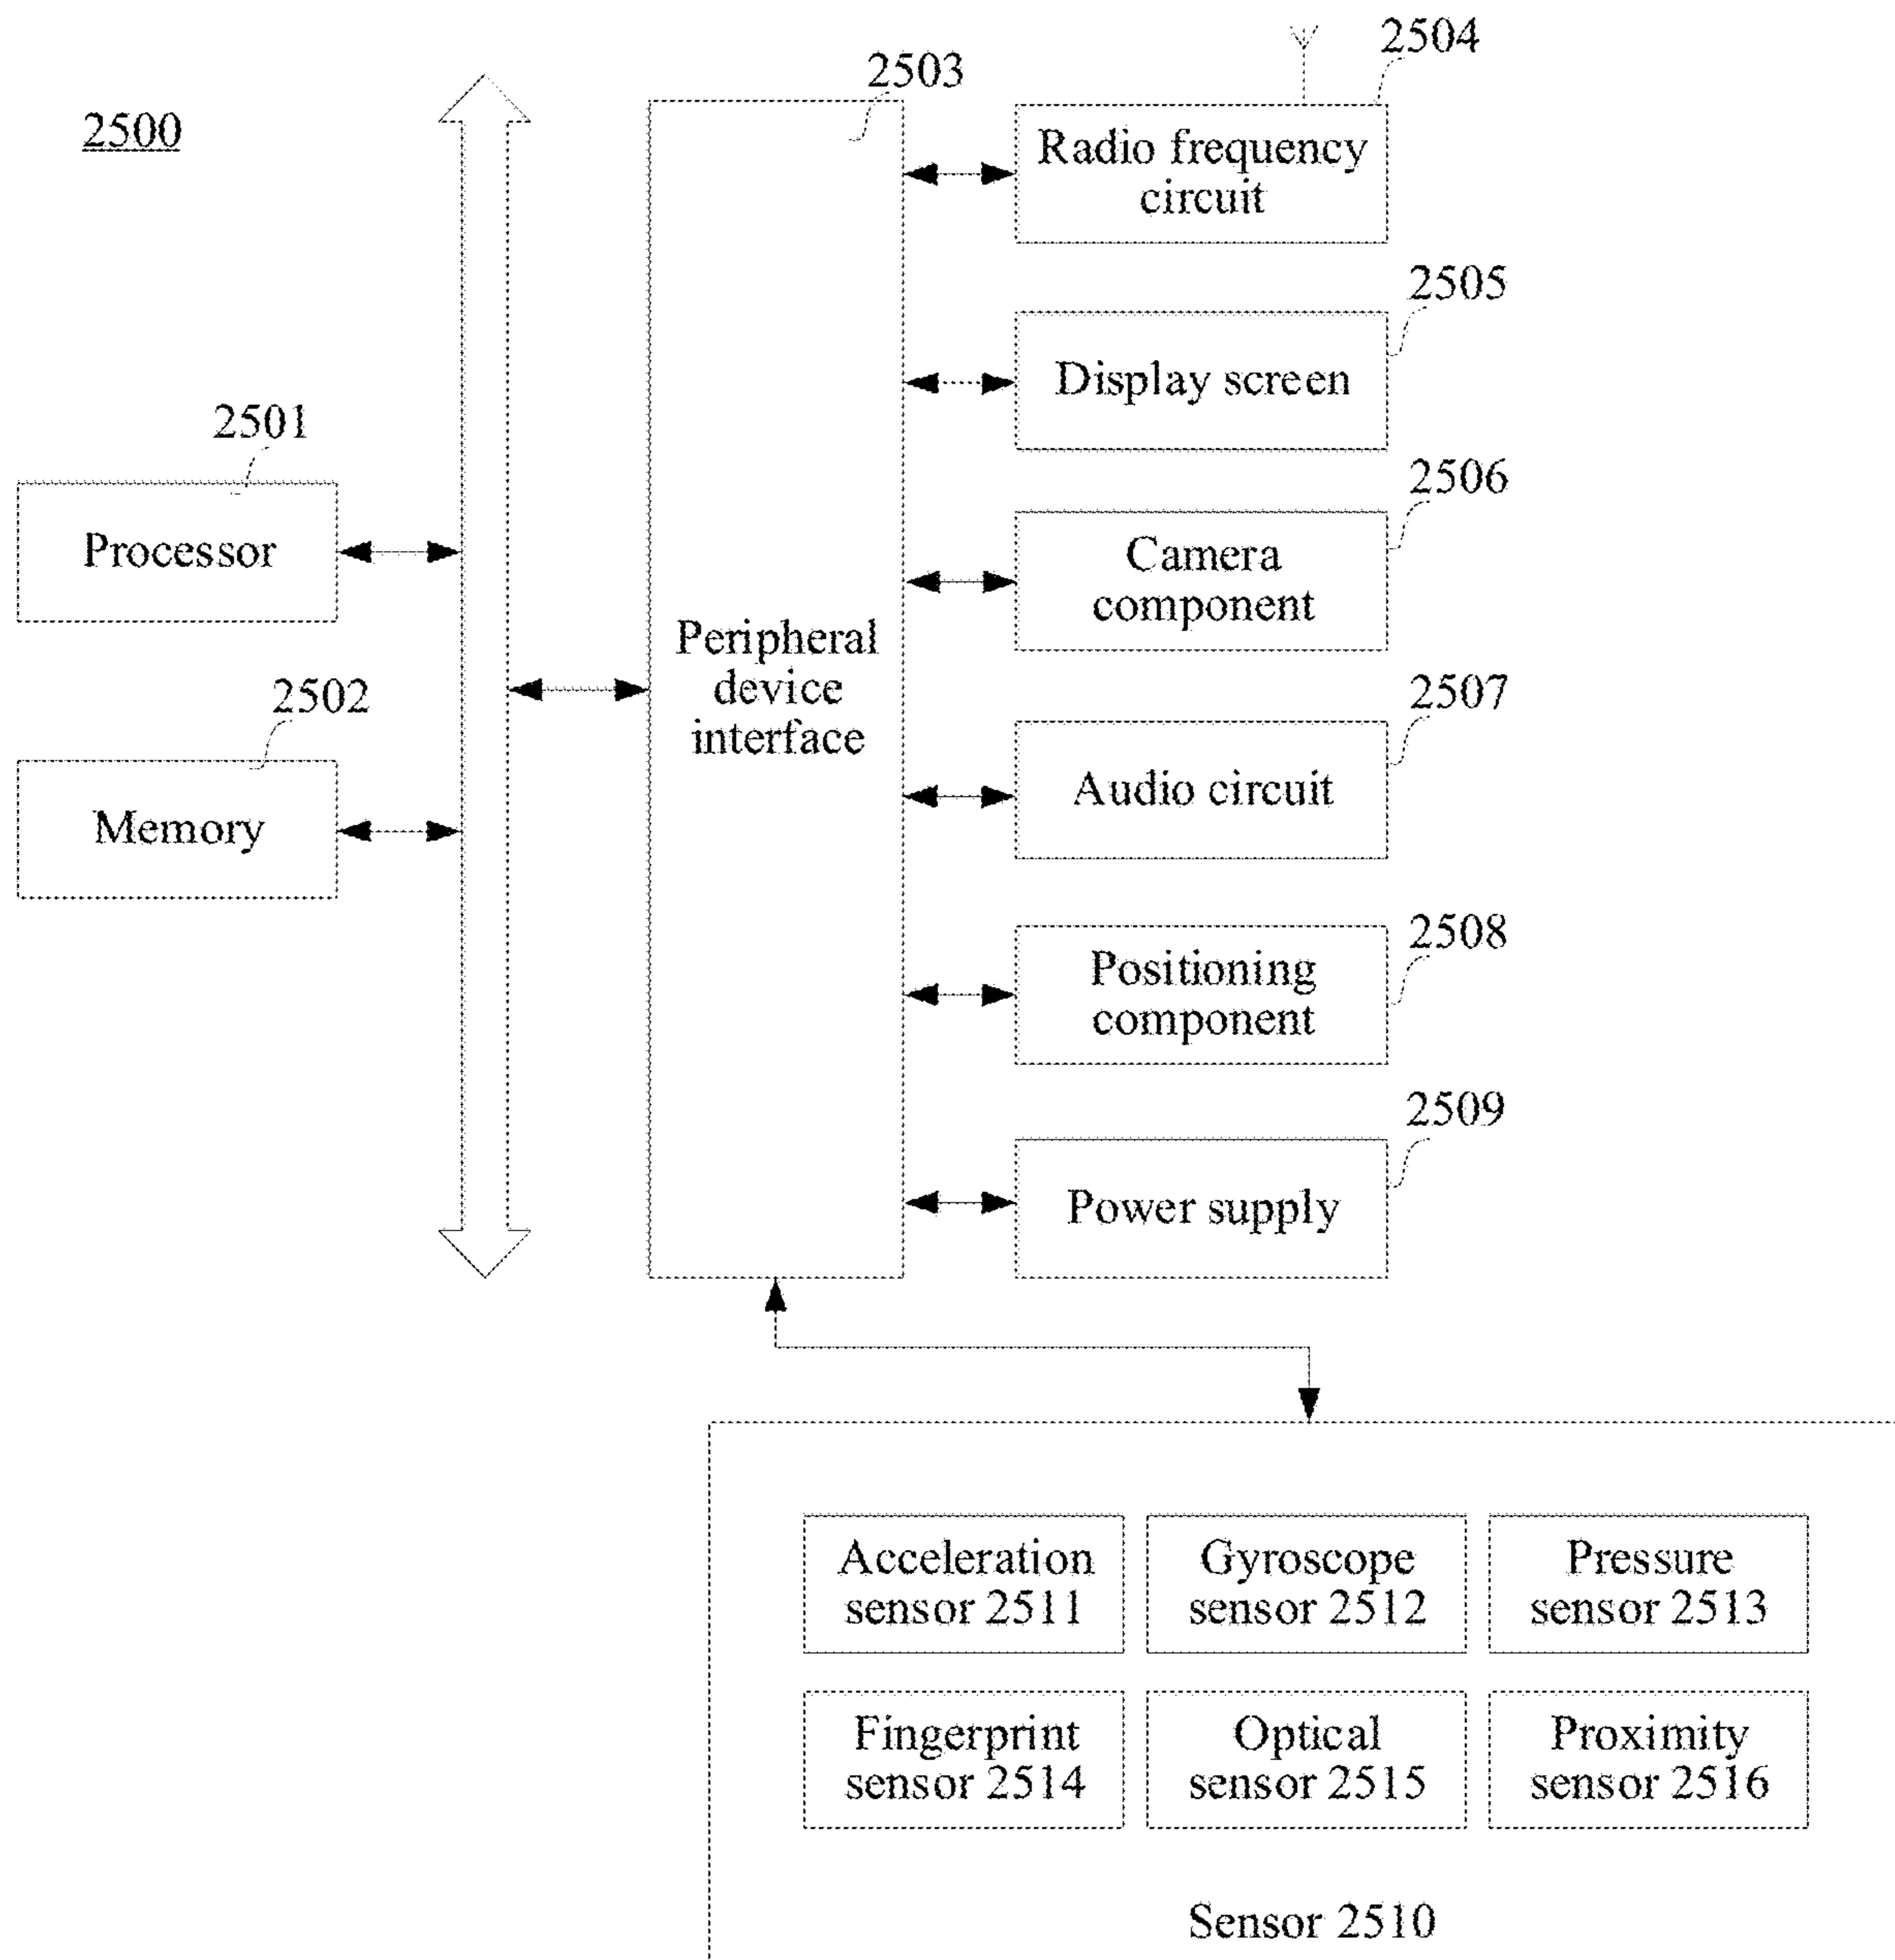 2500
2503
2504
Radio frequency
circuit
2505
Display screen
2501
Processor
2506
Camera
component
Peripheral
device
interface
2502
Memory
2507
Audio circuit
2508
Positioning
component
2509
Power supply
Acceleration
sensor 2511
Gyroscope
sensor 2512
Pressure
sensor 2513
Fingerprint
sensor 2514
Optical
sensor 2515
Proximity
sensor 2516
Sensor 2510